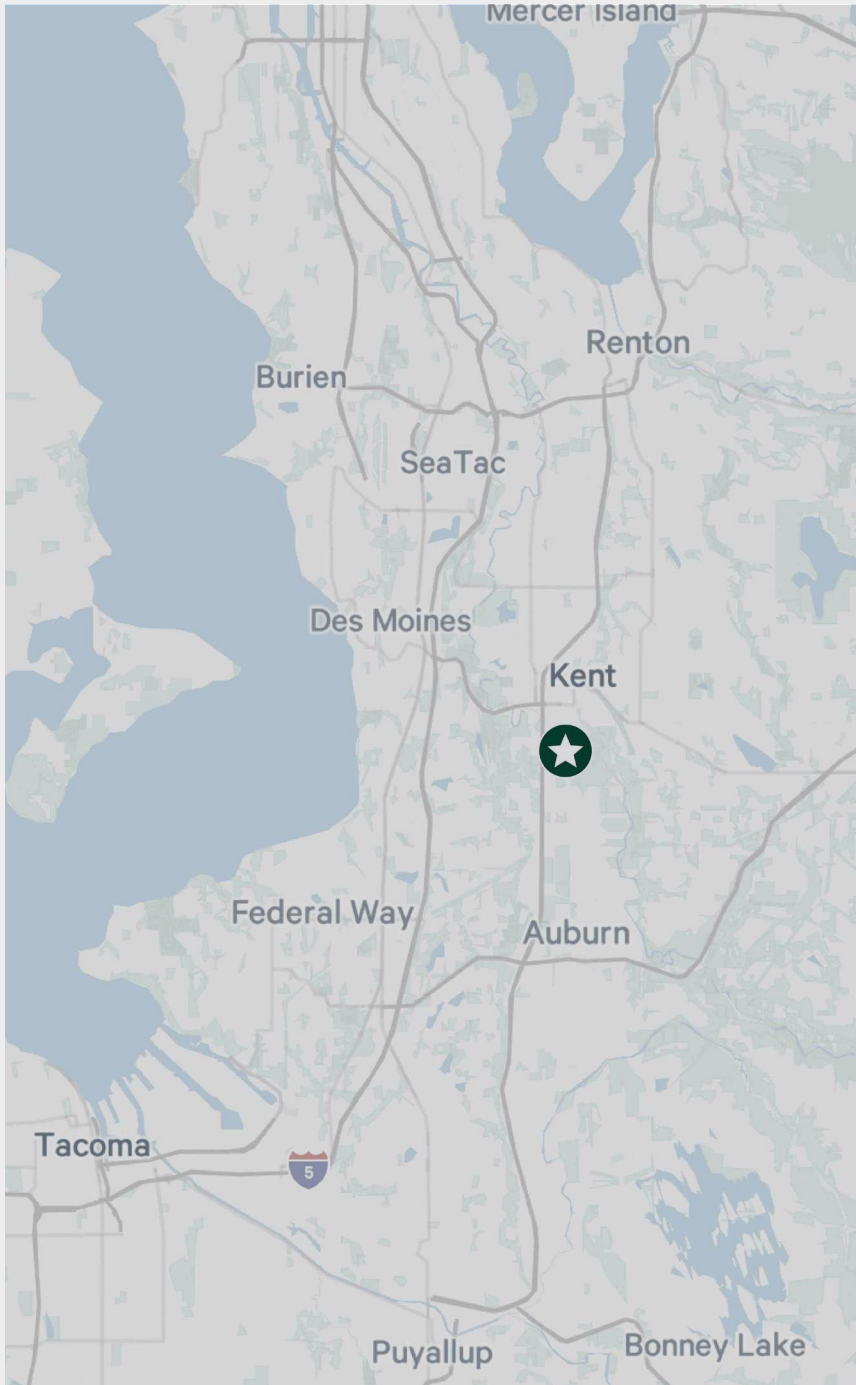 Mercer Island
Renton
Burien
SeaTac
Des Moines
Kent
Federal Way
Auburn
Tacoma
5
Puyallup
Bonney Lake